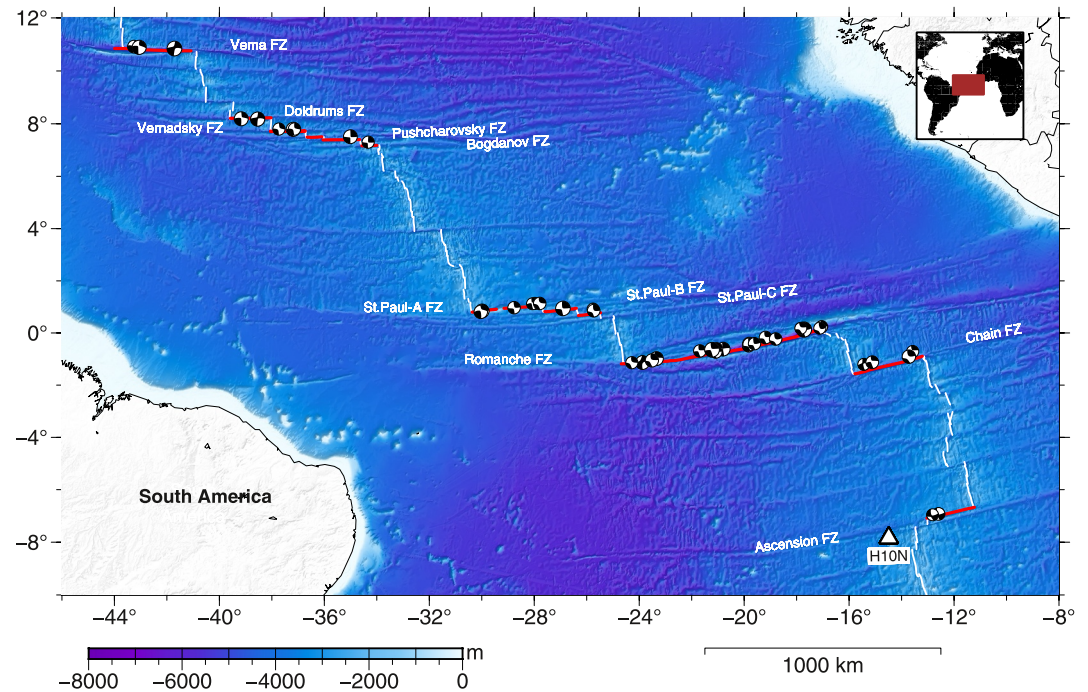 12°
8°
4°
0°
−4°
−8°
Vema FZ
Doldrums FZ
Vernadsky FZ
Pushcharovsky FZ
Bogdanov FZ
St.Paul-A FZ
St.Paul-B FZ
St.Paul-C FZ
Romanche FZ
Chain FZ
South America
Ascension FZ
H10N
−44° −40° −36° −32° −28° −24° −20° −16° −12° −8°
m
−8000 −6000 −4000 −2000 0
1000 km